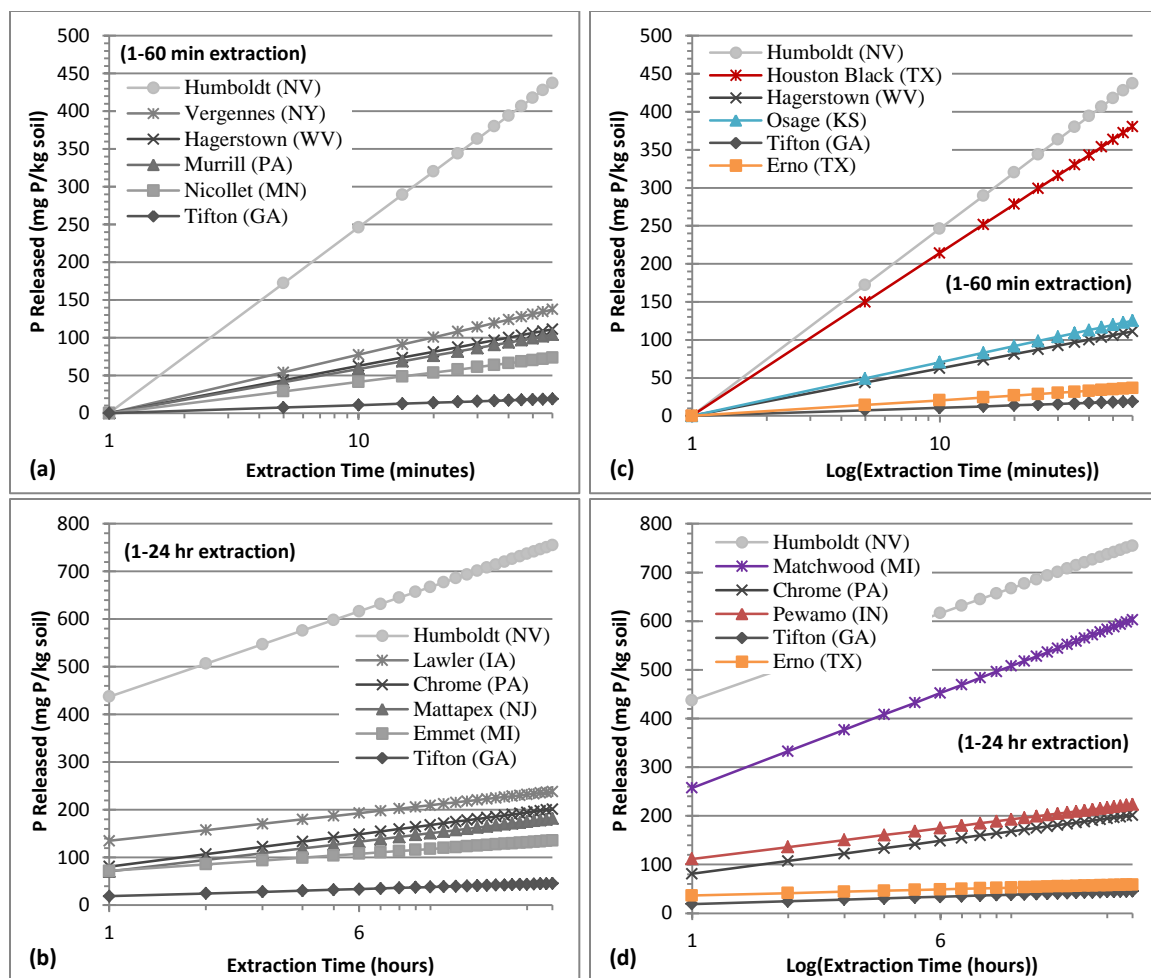 500
450
400
350
300
250
200
150
100
50
0
P Released (mg P/kg soil)
(1-60 min extraction)
Humboldt (NV)
Vergennes (NY)
Hagerstown (WV)
Murrill (PA)
Nicollet (MN)
Tifton (GA)
1
10
Extraction Time (minutes)
(a)
500
450
400
350
300
250
200
150
100
50
0
P Released (mg P/kg soil)
Humboldt (NV)
Houston Black (TX)
Hagerstown (WV)
Osage (KS)
Tifton (GA)
Erno (TX)
(1-60 min extraction)
1
10
Log(Extraction Time (minutes))
(c)
800
700
600
500
400
300
200
100
0
P Released (mg P/kg soil)
(1-24 hr extraction)
Humboldt (NV)
Lawler (IA)
Chrome (PA)
Mattapex (NJ)
Emmet (MI)
Tifton (GA)
1
6
Extraction Time (hours)
(b)
800
700
600
500
400
300
200
100
0
P Released (mg P/kg soil)
Humboldt (NV)
Matchwood (MI)
Chrome (PA)
Pewamo (IN)
Tifton (GA)
Erno (TX)
(1-24 hr extraction)
1
6
Log(Extraction Time (hours))
(d)